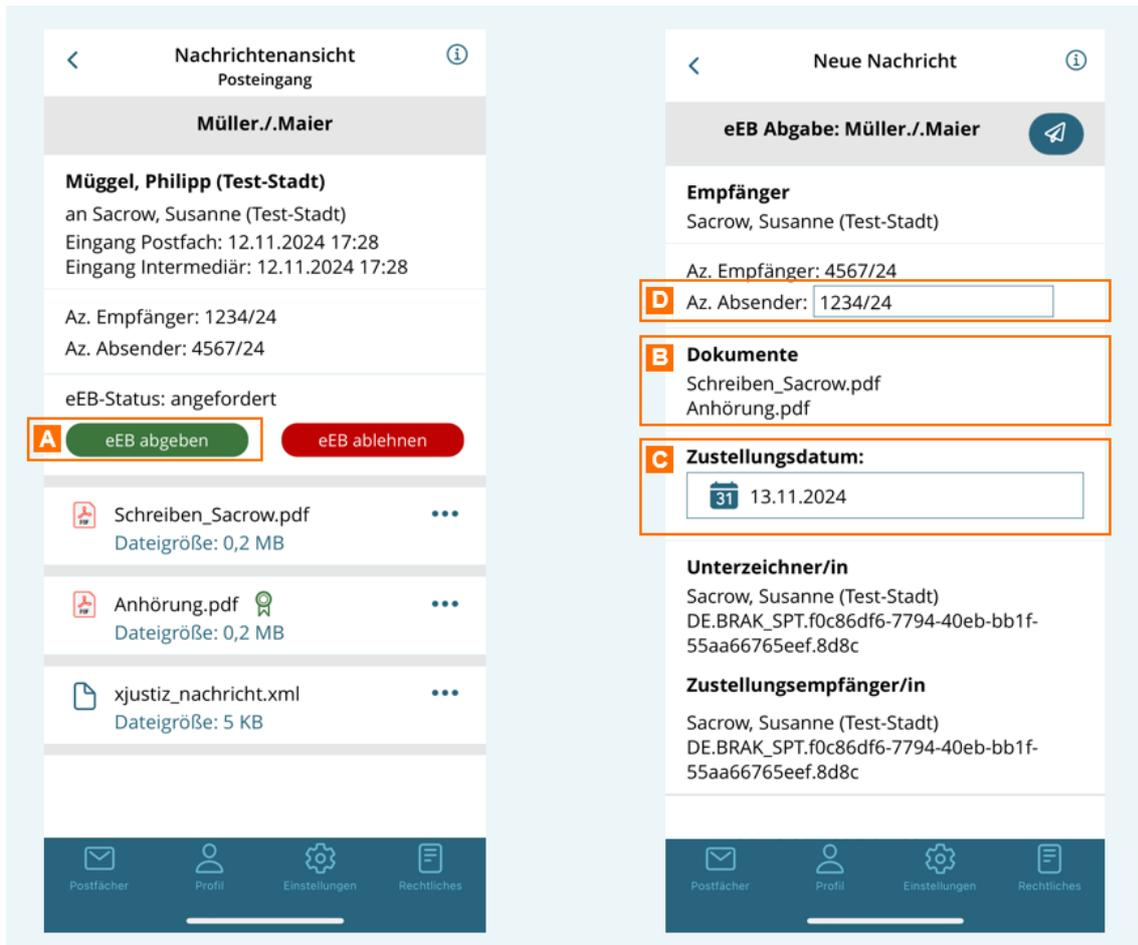 Nachrichtenansicht
Posteingang
Müller./.Maier
Müggel, Philipp (Test-Stadt)
an Sacrow, Susanne (Test-Stadt)
Eingang Postfach: 12.11.2024 17:28
Eingang Intermediär: 12.11.2024 17:28
Az. Empfänger: 1234/24
Az. Absender: 4567/24
eEB-Status: angefordert
A eEB abgeben eEB ablehnen
PDF Schreiben_Sacrow.pdf
Dateigröße: 0,2 MB
PDF Anhörung.pdf
Dateigröße: 0,2 MB
xjustiz_nachricht.xml
Dateigröße: 5 KB
Postfächer Profil Einstellungen Rechtliches
Neue Nachricht
eEB Abgabe: Müller./.Maier
Empfänger
Sacrow, Susanne (Test-Stadt)
Az. Empfänger: 4567/24
D Az. Absender: 1234/24
B Dokumente
Schreiben_Sacrow.pdf
Anhörung.pdf
C Zustellungsdatum:
31 13.11.2024
Unterzeichner/in
Sacrow, Susanne (Test-Stadt)
DE.BRAK_SPT.f0c86df6-7794-40eb-bb1f-
55aa66765eef.8d8c
Zustellungsempfänger/in
Sacrow, Susanne (Test-Stadt)
DE.BRAK_SPT.f0c86df6-7794-40eb-bb1f-
55aa66765eef.8d8c
Postfächer Profil Einstellungen Rechtliches